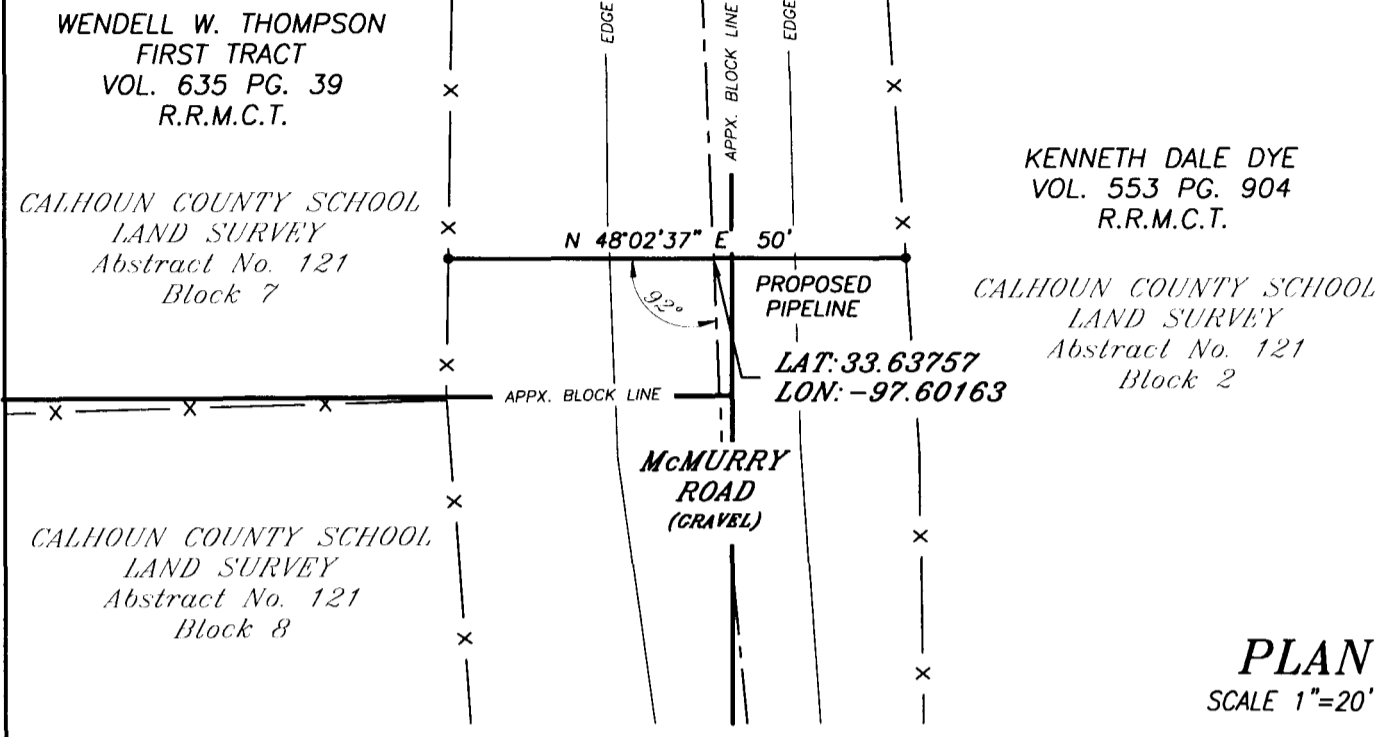 WENDELL W. THOMPSON
FIRST TRACT
VOL. 635 PG. 39
R.R.M.C.T.
EDGE
APPX. BLOCK LINE
EDGE
KENNETH DALE DYE
VOL. 553 PG. 904
R.R.M.C.T.
CALHOUN COUNTY SCHOOL
LAND SURVEY
Abstract No. 121
Block 7
N 48°02'37" E 50'
92°
PROPOSED
PIPELINE
CALHOUN COUNTY SCHOOL
LAND SURVEY
Abstract No. 121
Block 2
LAT:33.63757
LON:-97.60163
APPX. BLOCK LINE
McMURRY
ROAD
(GRAVEL)
CALHOUN COUNTY SCHOOL
LAND SURVEY
Abstract No. 121
Block 8
PLAN
SCALE 1"=20'